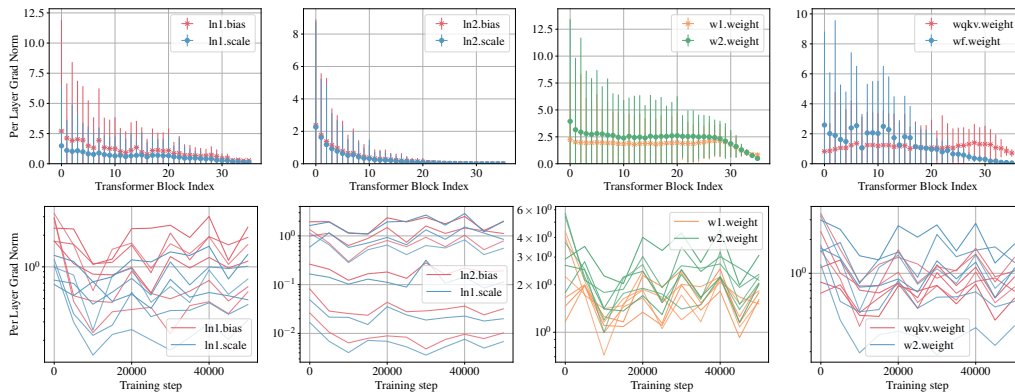 Per Layer Grad Norm
12.5
10.0
7.5
5.0
2.5
0.0
0 10 20 30
Transformer Block Index
ln1.bias
ln1.scale
8
6
4
2
0
0 10 20 30
Transformer Block Index
ln2.bias
ln2.scale
12.5
10.0
7.5
5.0
2.5
0.0
0 10 20 30
Transformer Block Index
w1.weight
w2.weight
10
8
6
4
2
0
0 10 20 30
Transformer Block Index
wqkv.weight
wf.weight
Per Layer Grad Norm
10⁰
0 20000 40000
Training step
ln1.bias
ln1.scale
10⁰
10⁻¹
10⁻²
0 20000 40000
Training step
ln2.bias
ln1.scale
6 × 10⁰
4 × 10⁰
3 × 10⁰
2 × 10⁰
10⁰
0 20000 40000
Training step
w1.weight
w2.weight
10⁰
0 20000 40000
Training step
wqkv.weight
w2.weight